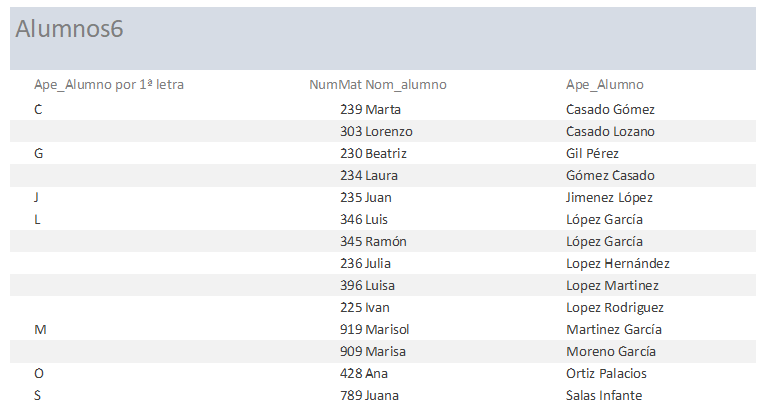 Alumnos6
Ape_Alumno por 1ª letra NumMat Nom_alumno Ape_Alumno
C 239 Marta Casado Gómez
303 Lorenzo Casado Lozano
G 230 Beatriz Gil Pérez
234 Laura Gómez Casado
J 235 Juan Jimenez López
L 346 Luis López García
345 Ramón López García
236 Julia Lopez Hernández
396 Luisa Lopez Martinez
225 Ivan Lopez Rodriguez
M 919 Marisol Martinez García
909 Marisa Moreno García
O 428 Ana Ortiz Palacios
S 789 Juana Salas Infante